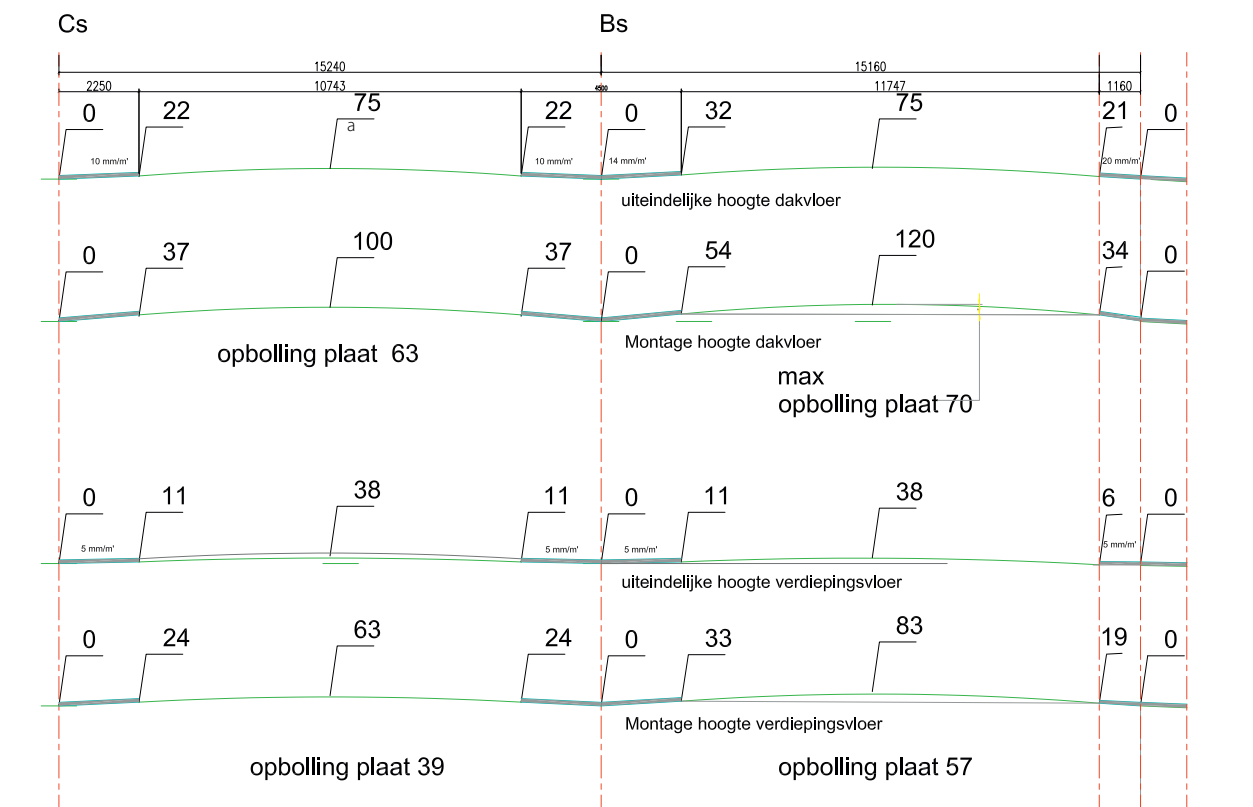 Cs Bs
15240 15160
2250 10743 4500 11747 1160
0 22 75 22 0 32 75 21 0
a
10 mm/m' 10 mm/m' 14 mm/m' 20 mm/m'
uiteindelijke hoogte dakvloer
0 37 100 37 0 54 120 34 0
Montage hoogte dakvloer
opbolling plaat 63
max
opbolling plaat 70
0 11 38 11 0 11 38 6 0
5 mm/m' 5 mm/m' 5 mm/m' 5 mm/m'
uiteindelijke hoogte verdiepingsvloer
0 24 63 24 0 33 83 19 0
Montage hoogte verdiepingsvloer
opbolling plaat 39 opbolling plaat 57